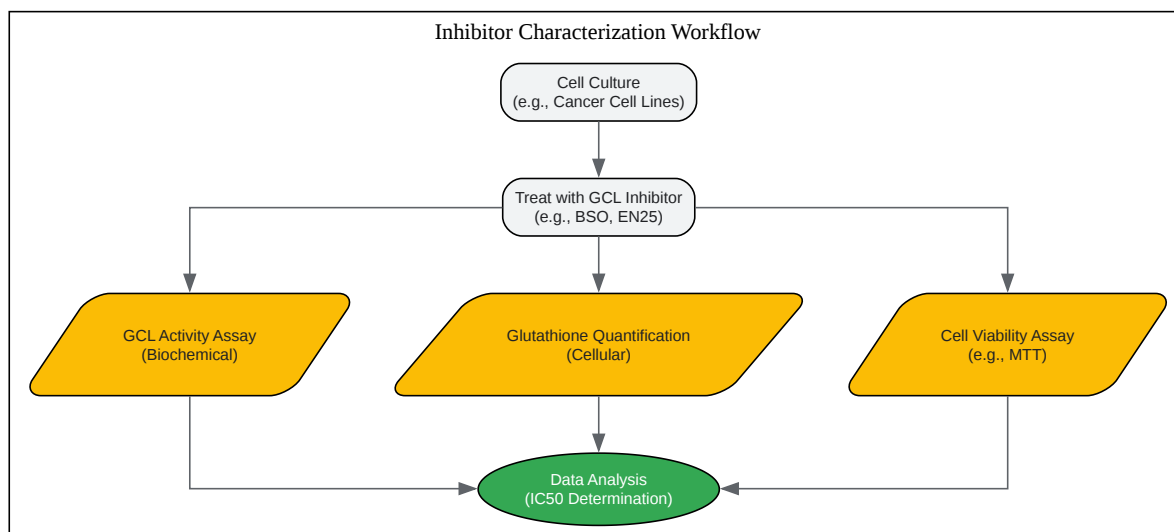 Inhibitor Characterization Workflow
Cell Culture
(e.g., Cancer Cell Lines)
Treat with GCL Inhibitor
(e.g., BSO, EN25)
GCL Activity Assay
(Biochemical)
Glutathione Quantification
(Cellular)
Cell Viability Assay
(e.g., MTT)
Data Analysis
(IC50 Determination)